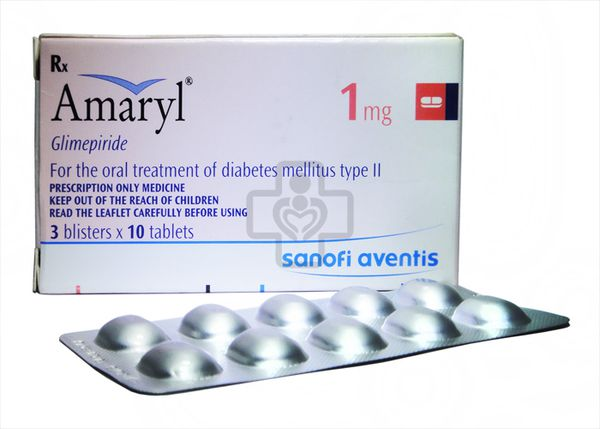 Rx
Amaryl®
Glimepiride
1 mg
For the oral treatment of diabetes mellitus type II
PRESCRIPTION ONLY MEDICINE
KEEP OUT OF THE REACH OF CHILDREN
READ THE LEAFLET CAREFULLY BEFORE USING
3 blisters x 10 tablets
sanofi aventis